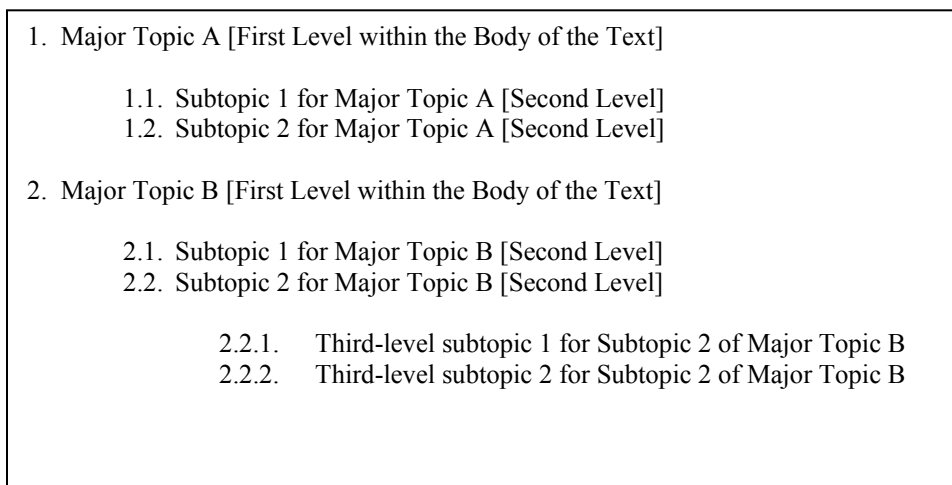 1. Major Topic A [First Level within the Body of the Text]
1.1. Subtopic 1 for Major Topic A [Second Level]
1.2. Subtopic 2 for Major Topic A [Second Level]
2. Major Topic B [First Level within the Body of the Text]
2.1. Subtopic 1 for Major Topic B [Second Level]
2.2. Subtopic 2 for Major Topic B [Second Level]
2.2.1. Third-level subtopic 1 for Subtopic 2 of Major Topic B
2.2.2. Third-level subtopic 2 for Subtopic 2 of Major Topic B